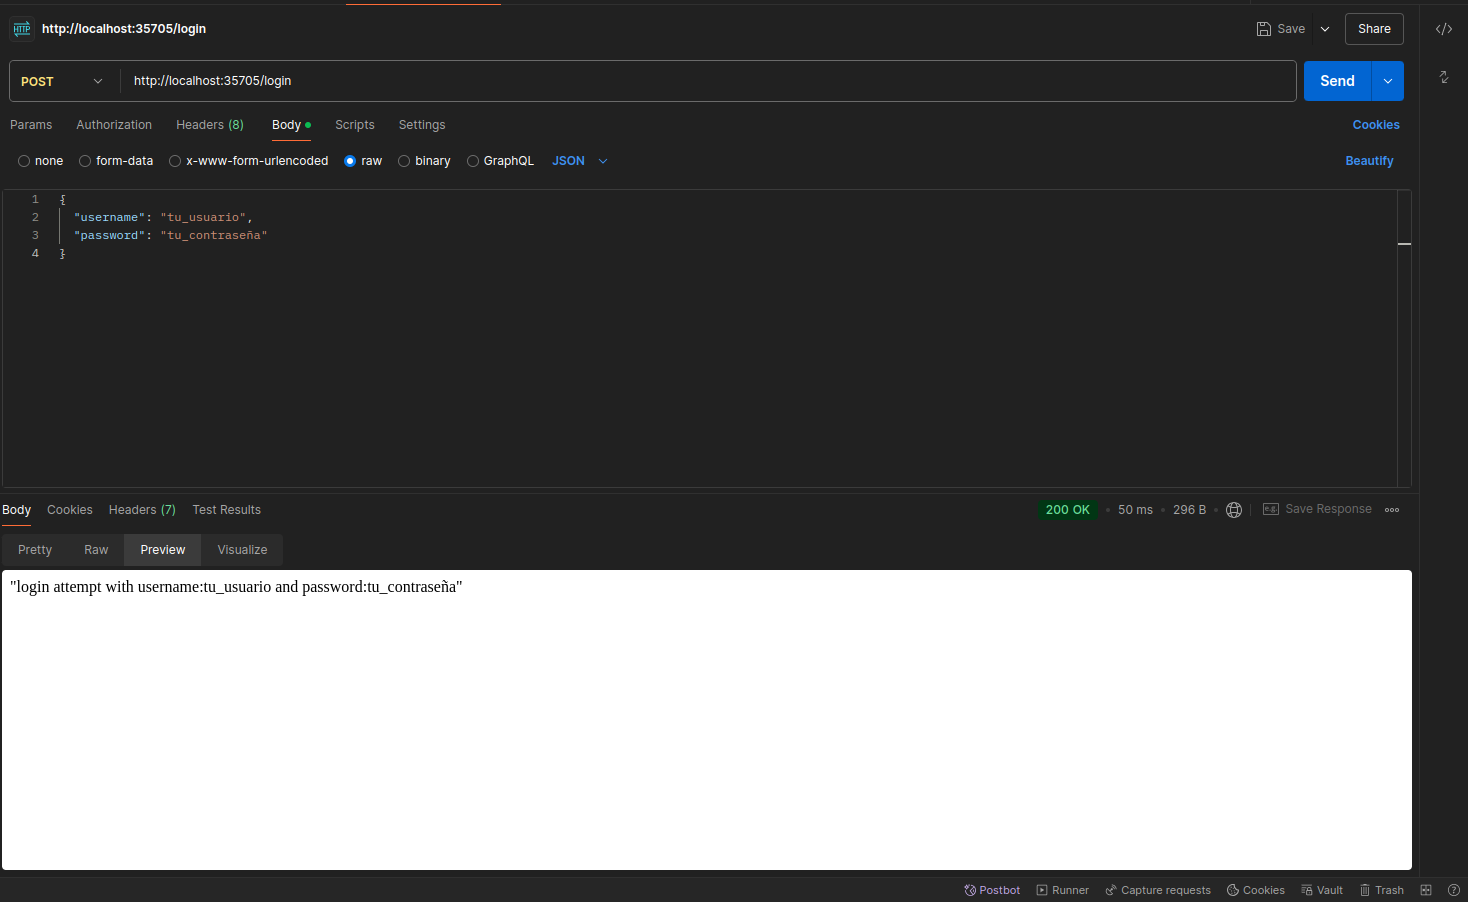 HTTP http://localhost:35705/login Save Share </>
POST http://localhost:35705/login Send
Params Authorization Headers (8) Body Scripts Settings Cookies
none form-data x-www-form-urlencoded raw binary GraphQL JSON Beautify
1 {
2 "username": "tu_usuario",
3 "password": "tu_contraseña"
4 }
Body Cookies Headers (7) Test Results 200 OK • 50 ms • 296 B • e.g. Save Response
Pretty Raw Preview Visualize
"login attempt with username:tu_usuario and password:tu_contraseña"
Postbot Runner Capture requests Cookies Vault Trash ?